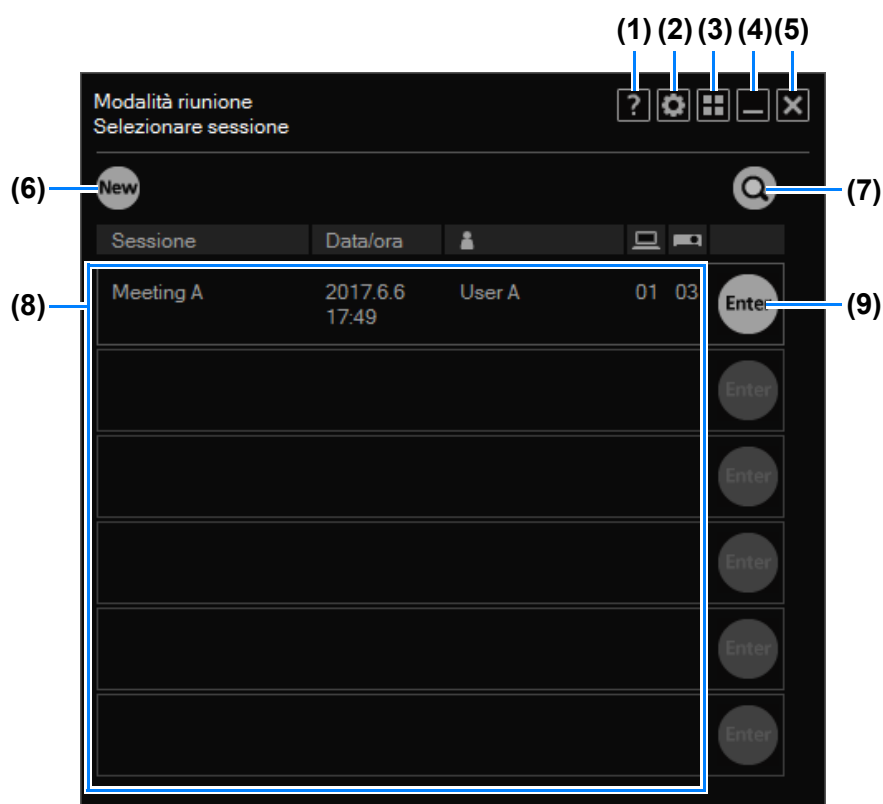 (1) (2) (3) (4) (5)
Modalità riunione
Selezionare sessione
?
(6) New (7)
Sessione Data/ora
(8) Meeting A 2017.6.6 User A 01 03 Enter (9)
17:49
Enter
Enter
Enter
Enter
Enter